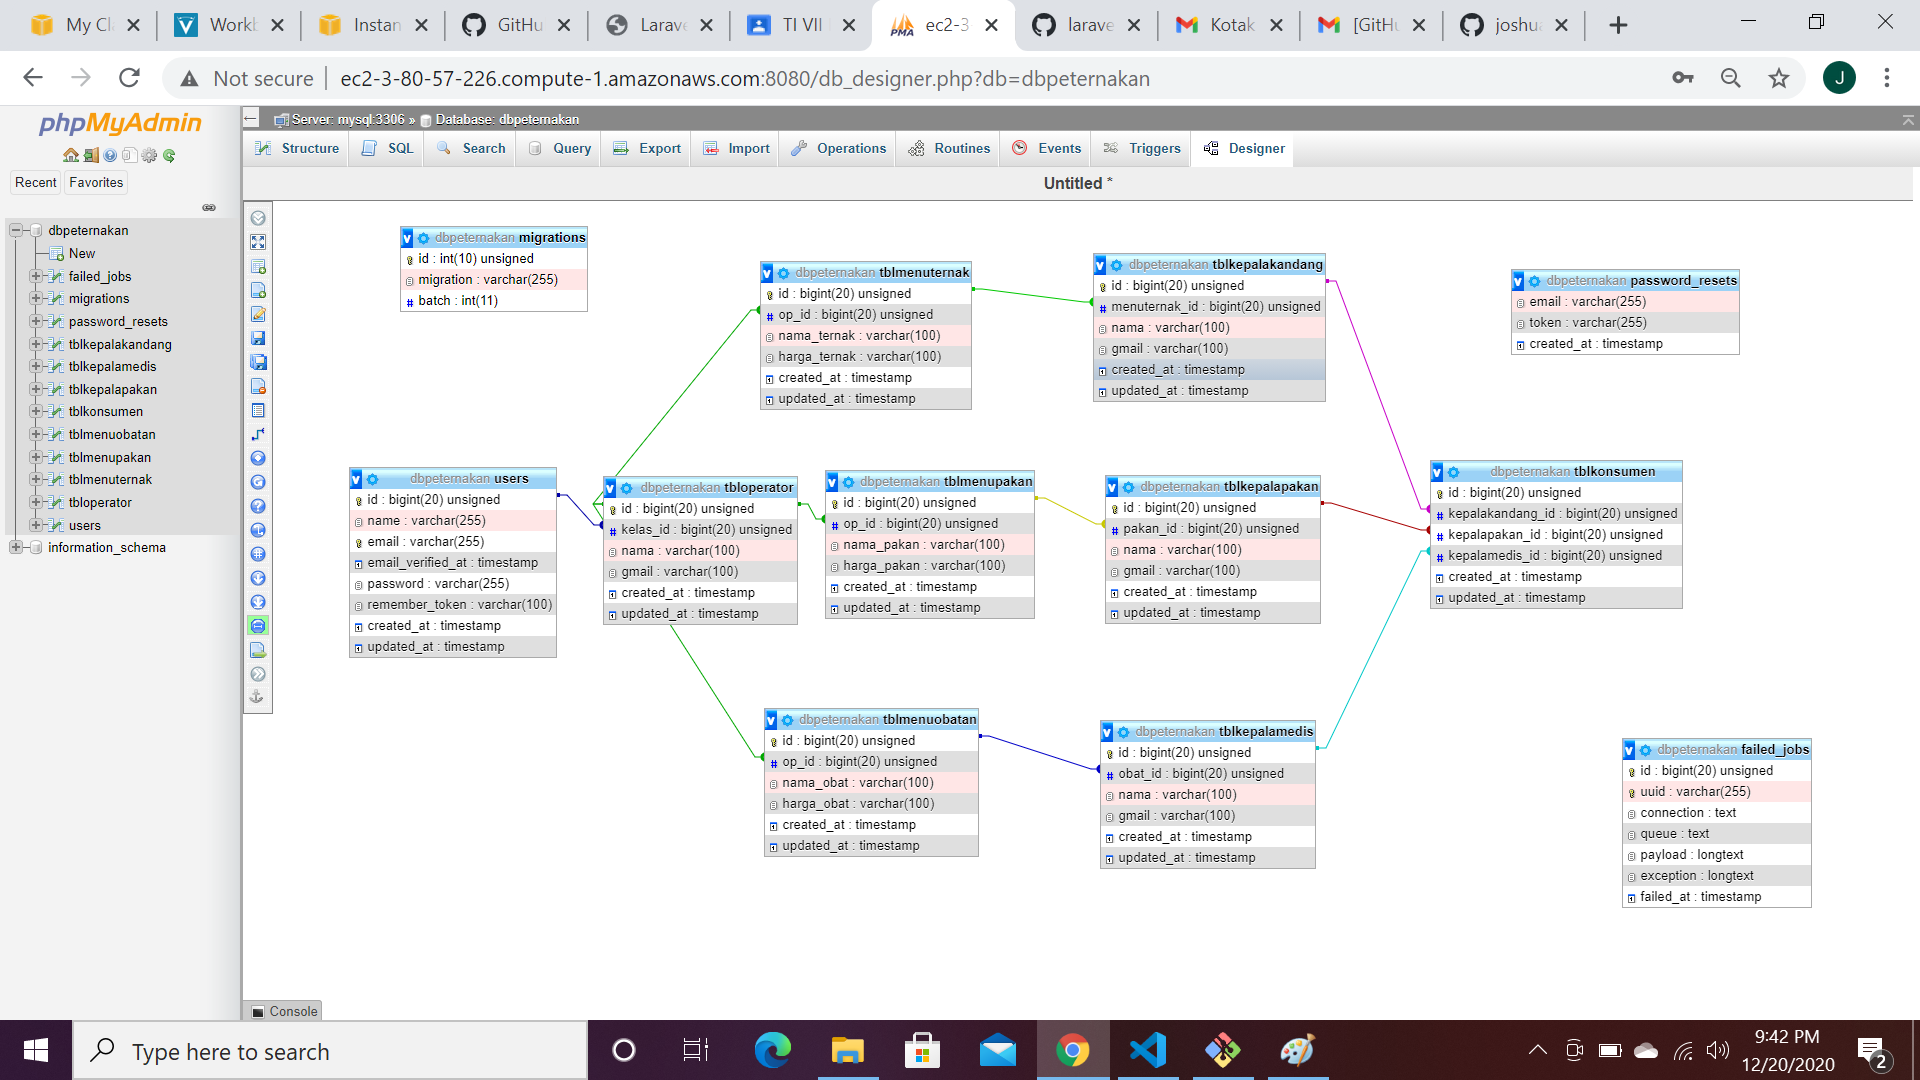 My Cl
Workb
Instan
GitHu
Larave
TI VII
ec2-3
larave
Kotak
[GitHu
joshua
Not secure
ec2-3-80-57-226.compute-1.amazonaws.com:8080/db_designer.php?db=dbpeternakan
J
phpMyAdmin
Recent
Favorites
dbpeternakan
New
failed_jobs
migrations
password_resets
tblkepalakandang
tblkepalamedis
tblkepalapakan
tblkonsumen
tblmenuobatan
tblmenupakan
tblmenuternak
tbloperator
users
information_schema
Server: mysql:3306 » Database: dbpeternakan
Structure
SQL
Search
Query
Export
Import
Operations
Routines
Events
Triggers
Designer
Untitled *
dbpeternakan migrations
id : int(10) unsigned
migration : varchar(255)
batch : int(11)
dbpeternakan tblmenuternak
id : bigint(20) unsigned
op_id : bigint(20) unsigned
nama_ternak : varchar(100)
harga_ternak : varchar(100)
created_at : timestamp
updated_at : timestamp
dbpeternakan tblkepalakandang
id : bigint(20) unsigned
menuternak_id : bigint(20) unsigned
nama : varchar(100)
gmail : varchar(100)
created_at : timestamp
updated_at : timestamp
dbpeternakan password_resets
email : varchar(255)
token : varchar(255)
created_at : timestamp
dbpeternakan users
id : bigint(20) unsigned
name : varchar(255)
email : varchar(255)
email_verified_at : timestamp
password : varchar(255)
remember_token : varchar(100)
created_at : timestamp
updated_at : timestamp
dbpeternakan tbloperator
id : bigint(20) unsigned
kelas_id : bigint(20) unsigned
nama : varchar(100)
gmail : varchar(100)
created_at : timestamp
updated_at : timestamp
dbpeternakan tblmenupakan
id : bigint(20) unsigned
op_id : bigint(20) unsigned
nama_pakan : varchar(100)
harga_pakan : varchar(100)
created_at : timestamp
updated_at : timestamp
dbpeternakan tblkepalapakan
id : bigint(20) unsigned
pakan_id : bigint(20) unsigned
nama : varchar(100)
gmail : varchar(100)
created_at : timestamp
updated_at : timestamp
dbpeternakan tblkonsumen
id : bigint(20) unsigned
kepalakandang_id : bigint(20) unsigned
kepalapakan_id : bigint(20) unsigned
kepalamedis_id : bigint(20) unsigned
created_at : timestamp
updated_at : timestamp
dbpeternakan tblmenuobatan
id : bigint(20) unsigned
op_id : bigint(20) unsigned
nama_obat : varchar(100)
harga_obat : varchar(100)
created_at : timestamp
updated_at : timestamp
dbpeternakan tblkepalamedis
id : bigint(20) unsigned
obat_id : bigint(20) unsigned
nama : varchar(100)
gmail : varchar(100)
created_at : timestamp
updated_at : timestamp
dbpeternakan failed_jobs
id : bigint(20) unsigned
uuid : varchar(255)
connection : text
queue : text
payload : longtext
exception : longtext
failed_at : timestamp
Console
Type here to search
9:42 PM
12/20/2020
2